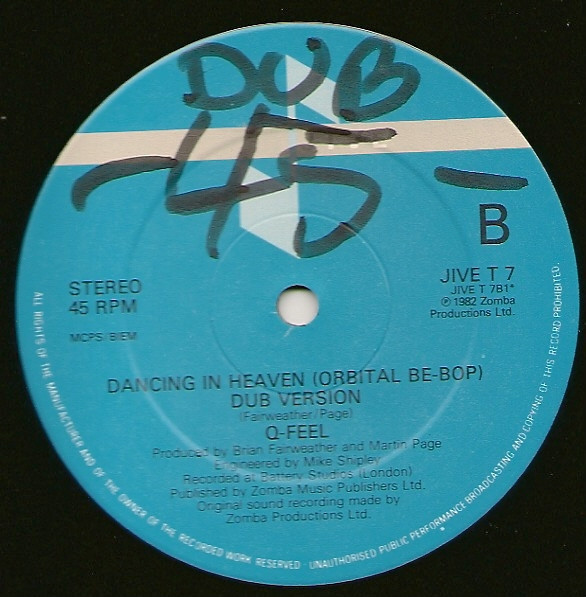 DUB
-45-
B
STEREO
45 RPM
MCPS/BIEM
JIVE T 7
JIVE T 7B1*
℗ 1982 Zomba
Productions Ltd.
DANCING IN HEAVEN (ORBITAL BE-BOP)
DUB VERSION
(Fairweather/Page)
Q-FEEL
Produced by Brian Fairweather and Martin Page
Engineered by Mike Shipley
Recorded at Battery Studios (London)
Published by Zomba Music Publishers Ltd.
Original sound recording made by
Zomba Productions Ltd.
ALL RIGHTS OF THE MANUFACTURER AND OF THE OWNER OF THE RECORDED WORK RESERVED · UNAUTHORISED PUBLIC PERFORMANCE BROADCASTING AND COPYING OF THIS RECORD PROHIBITED.